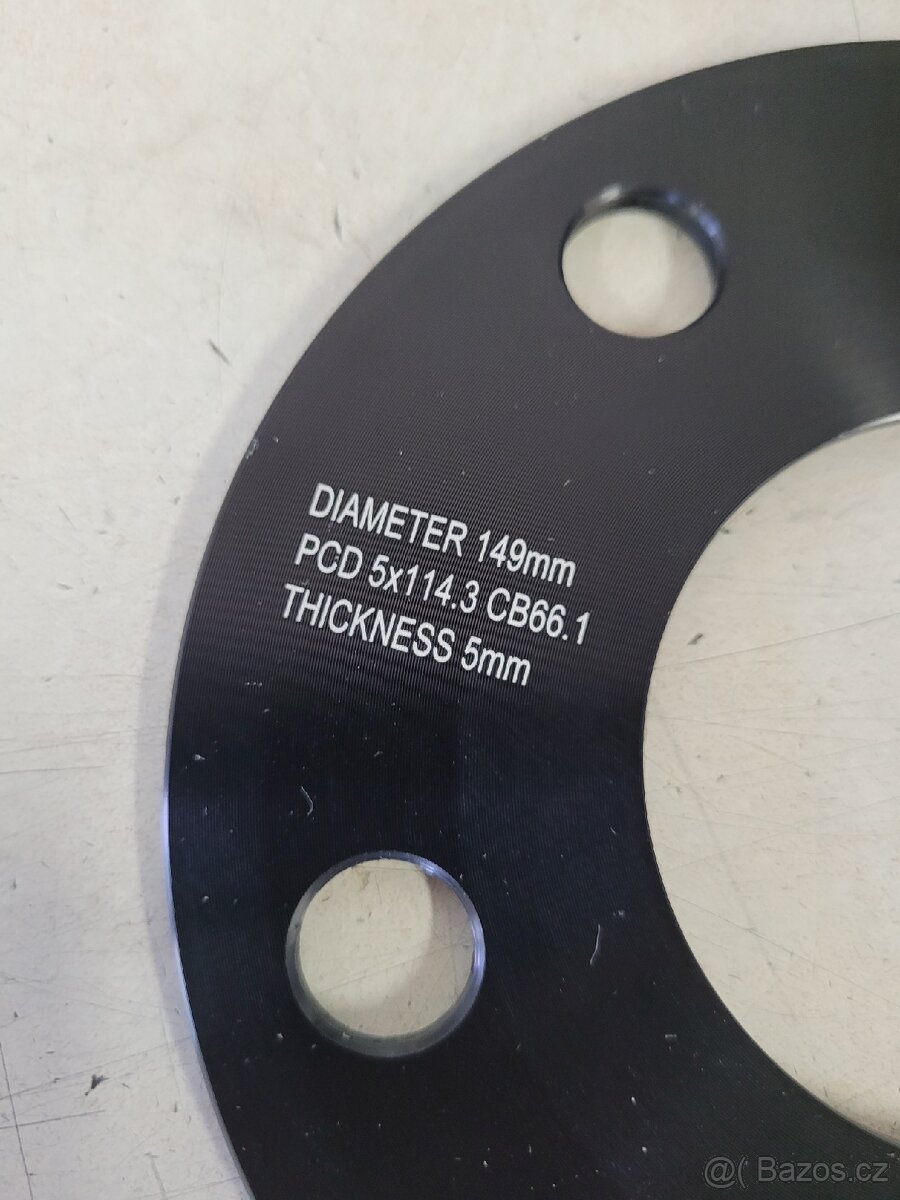 DIAMETER 149mm
PCD 5x114.3 CB66.1
THICKNESS 5mm
@( Bazos.cz